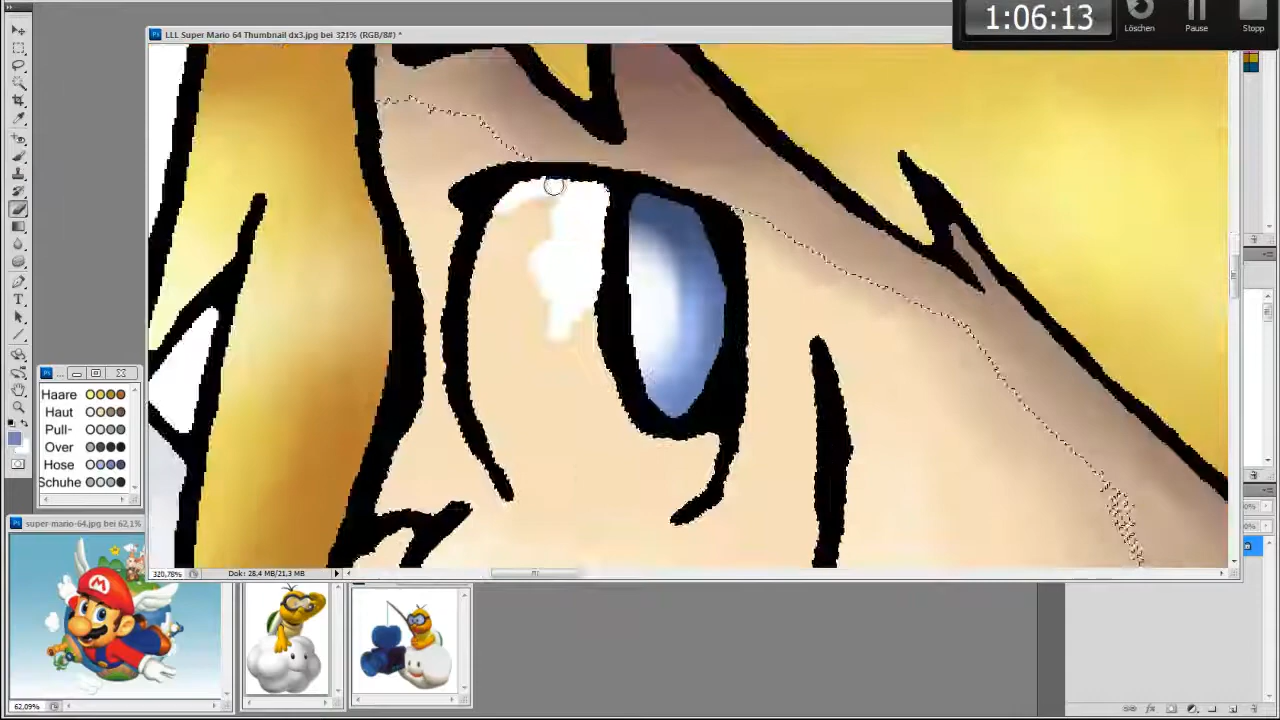 1:06:13
Löschen
Pause
Stopp
LLL Super Mario 64 Thumbnail dx3.jpg bei 321% (RGB/8#) *
...
Haare
Haut
Pull-
Over
Hose
Schuhe
super-mario-64.jpg bei 62,1%
320,78%
Dok: 28,4 MB/21,3 MB
M
62,09%